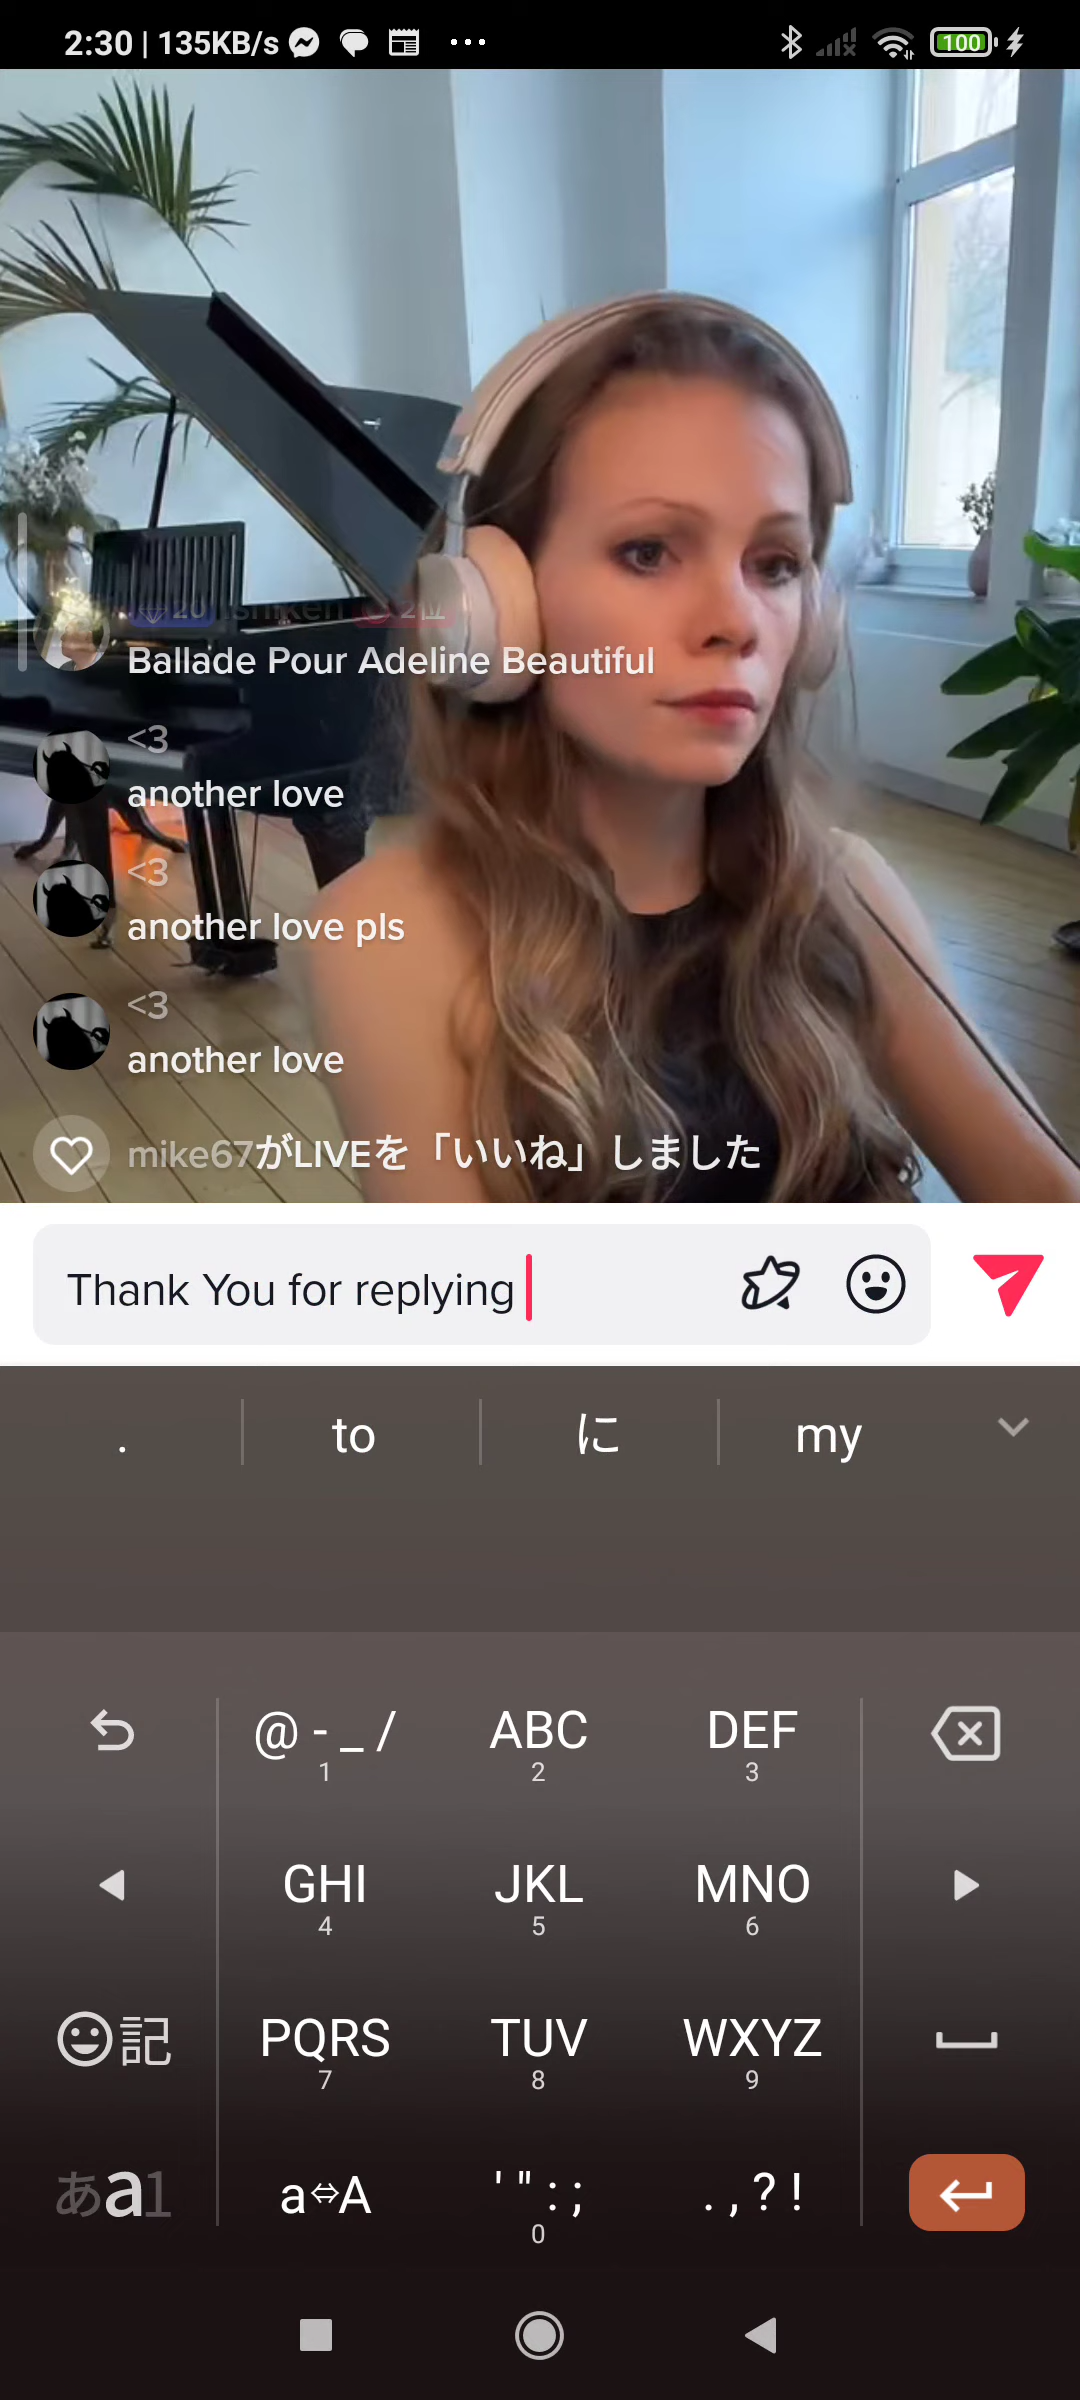 2:30 | 135KB/s
100
20
Ballade Pour Adeline Beautiful
<3
another love
<3
another love pls
<3
another love
mike67がLIVEを「いいね」しました
Thank You for replying
. to に my
@-_/ ABC DEF
1 2 3
GHI JKL MNO
4 5 6
記 PQRS TUV WXYZ
7 8 9
あa1 a⇔A '":; .,?!
0